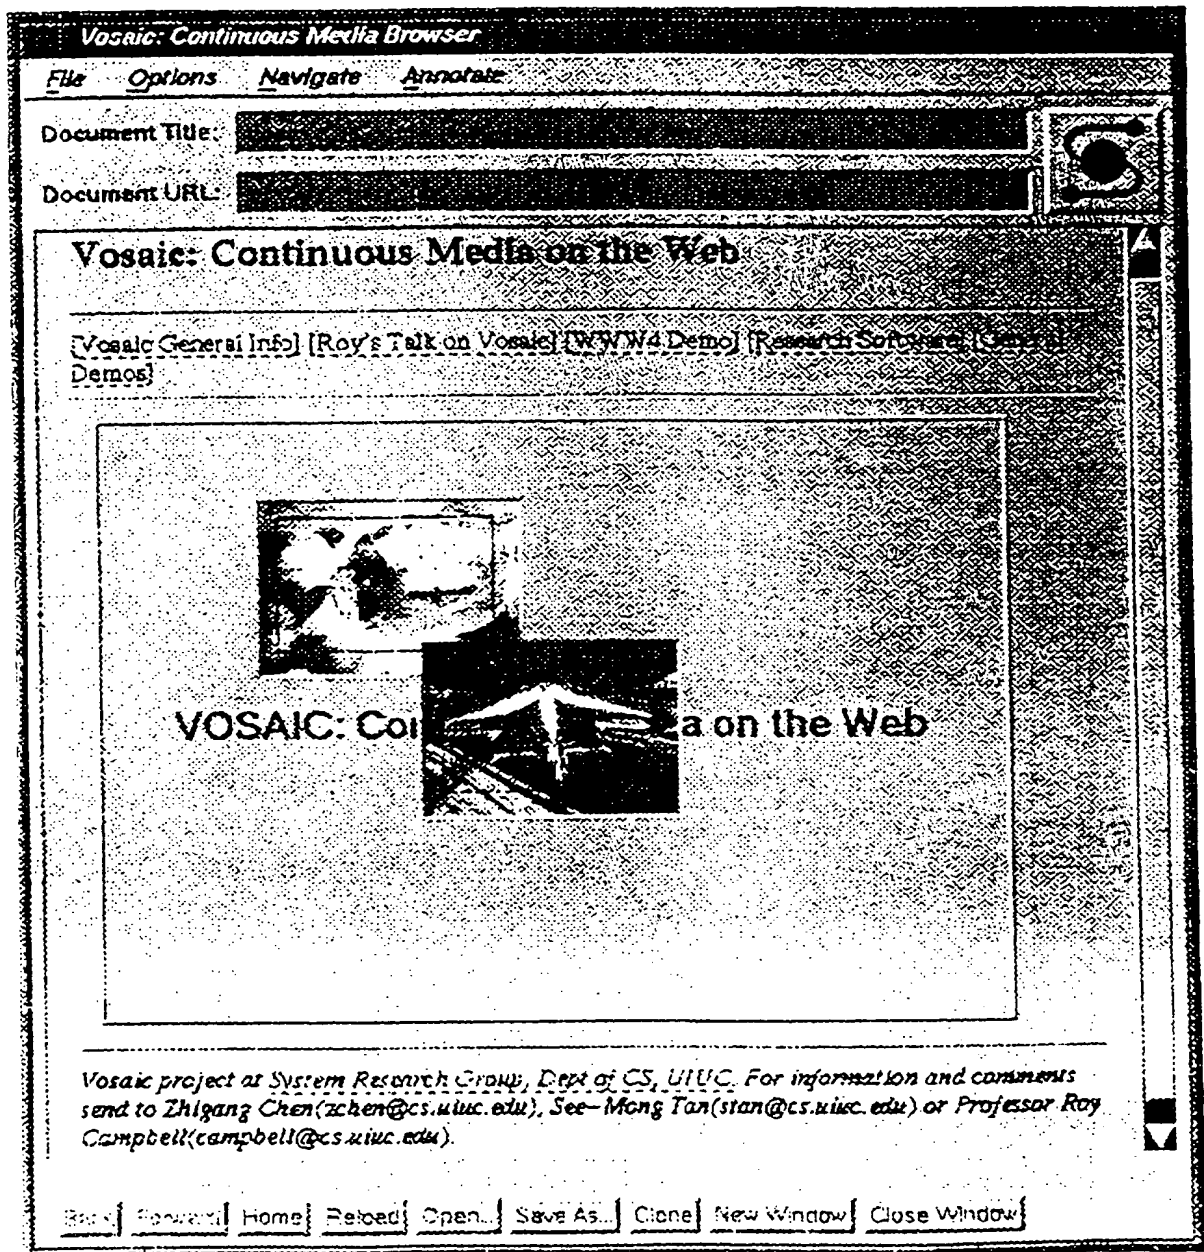 Vosaic: Continuous Media Browser
File Options Navigate Annotate
Document Title:
Document URL:
Vosaic: Continuous Media on the Web
[Vosaic General Info] [Roy's Talk on Vosaic] [WWW4 Demo] [Research Software] [General
Demos]
VOSAIC: Con a on the Web
Vosaic project at System Research Group, Dept of CS, UIUC. For information and comments
send to Zhigang Chen(zchen@cs.uiuc.edu), See-Mong Tan(stan@cs.uiuc.edu) or Professor Roy
Campbell(campbell@cs.uiuc.edu).
Back Forward Home Reload Open... Save As... Clone New Window Close Window